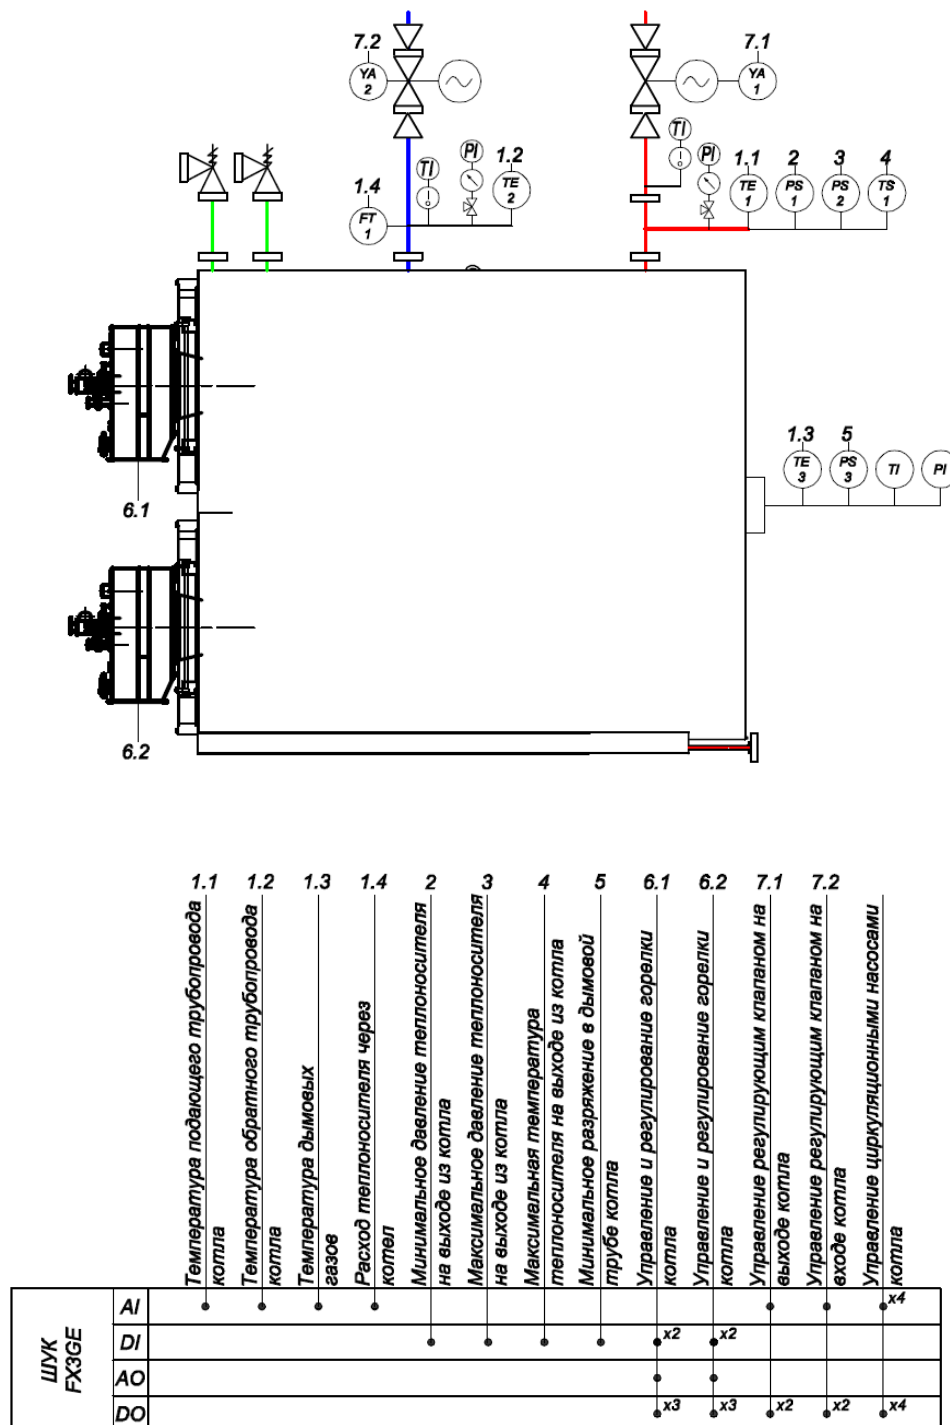 7.2
7.1
YA
2
YA
1
TI
PI
1.2
TI
PI
1.1
2
3
4
1.4
TE
2
TE
1
PS
1
PS
2
TS
1
FT
1
1.3
5
TE
3
PS
3
TI
PI
6.1
6.2
1.1
1.2
1.3
1.4
2
3
4
5
6.1
6.2
7.1
7.2
Температура подающего трубопровода
котла
Температура обратного трубопровода
котла
Температура дымовых
газов
Расход теплоносителя через
котел
Минимальное давление теплоносителя
на выходе из котла
Максимальное давление теплоносителя
на выходе из котла
Максимальная температура
теплоносителя на выходе из котла
Минимальное разряжение в дымовой
трубе котла
Управление и регулирование горелки
котла
Управление и регулирование горелки
котла
Управление регулирующим клапаном на
выходе котла
Управление регулирующим клапаном на
входе котла
Управление циркуляционными насосами
котла
ШУК
FX3GE
AI
x4
DI
x2
x2
AO
DO
x3
x3
x2
x2
x4